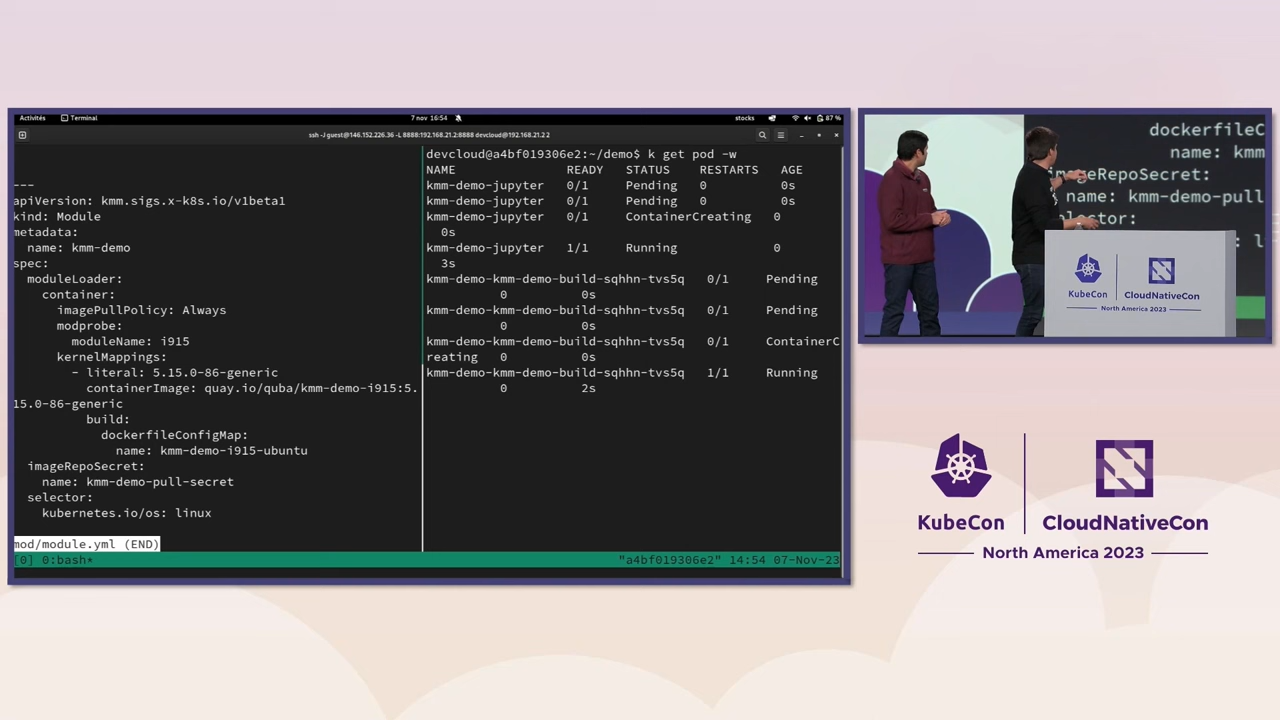 Activités
Terminal
7 nov 16:54
stocks
87 %
ssh -J guest@146.152.226.36 -L 8888:192.168.21.2:8888 devcloud@192.168.21.2 2
---
apiVersion: kmm.sigs.x-k8s.io/v1beta1
kind: Module
metadata:
  name: kmm-demo
spec:
  moduleLoader:
    container:
      imagePullPolicy: Always
      modprobe:
        moduleName: i915
      kernelMappings:
        - literal: 5.15.0-86-generic
          containerImage: quay.io/quba/kmm-demo-i915:5.
15.0-86-generic
          build:
            dockerfileConfigMap:
              name: kmm-demo-i915-ubuntu
  imageRepoSecret:
    name: kmm-demo-pull-secret
  selector:
    kubernetes.io/os: linux
mod/module.yml (END)
devcloud@a4bf019306e2:~/demo$ k get pod -w
NAME               READY   STATUS    RESTARTS   AGE
kmm-demo-jupyter   0/1     Pending   0          0s
kmm-demo-jupyter   0/1     Pending   0          0s
kmm-demo-jupyter   0/1     ContainerCreating   0
  0s
kmm-demo-jupyter   1/1     Running             0
  3s
kmm-demo-kmm-demo-build-sqhhn-tvs5q   0/1     Pending
          0          0s
kmm-demo-kmm-demo-build-sqhhn-tvs5q   0/1     Pending
          0          0s
kmm-demo-kmm-demo-build-sqhhn-tvs5q   0/1     ContainerC
reating   0          0s
kmm-demo-kmm-demo-build-sqhhn-tvs5q   1/1     Running
          0          2s
[0] 0:bash*
"a4bf019306e2" 14:54 07-Nov-23
dockerfileC
name: kmm
imageRepoSecret:
name: kmm-demo-pull
elector:
KubeCon
CloudNativeCon
North America 2023
KubeCon
CloudNativeCon
North America 2023